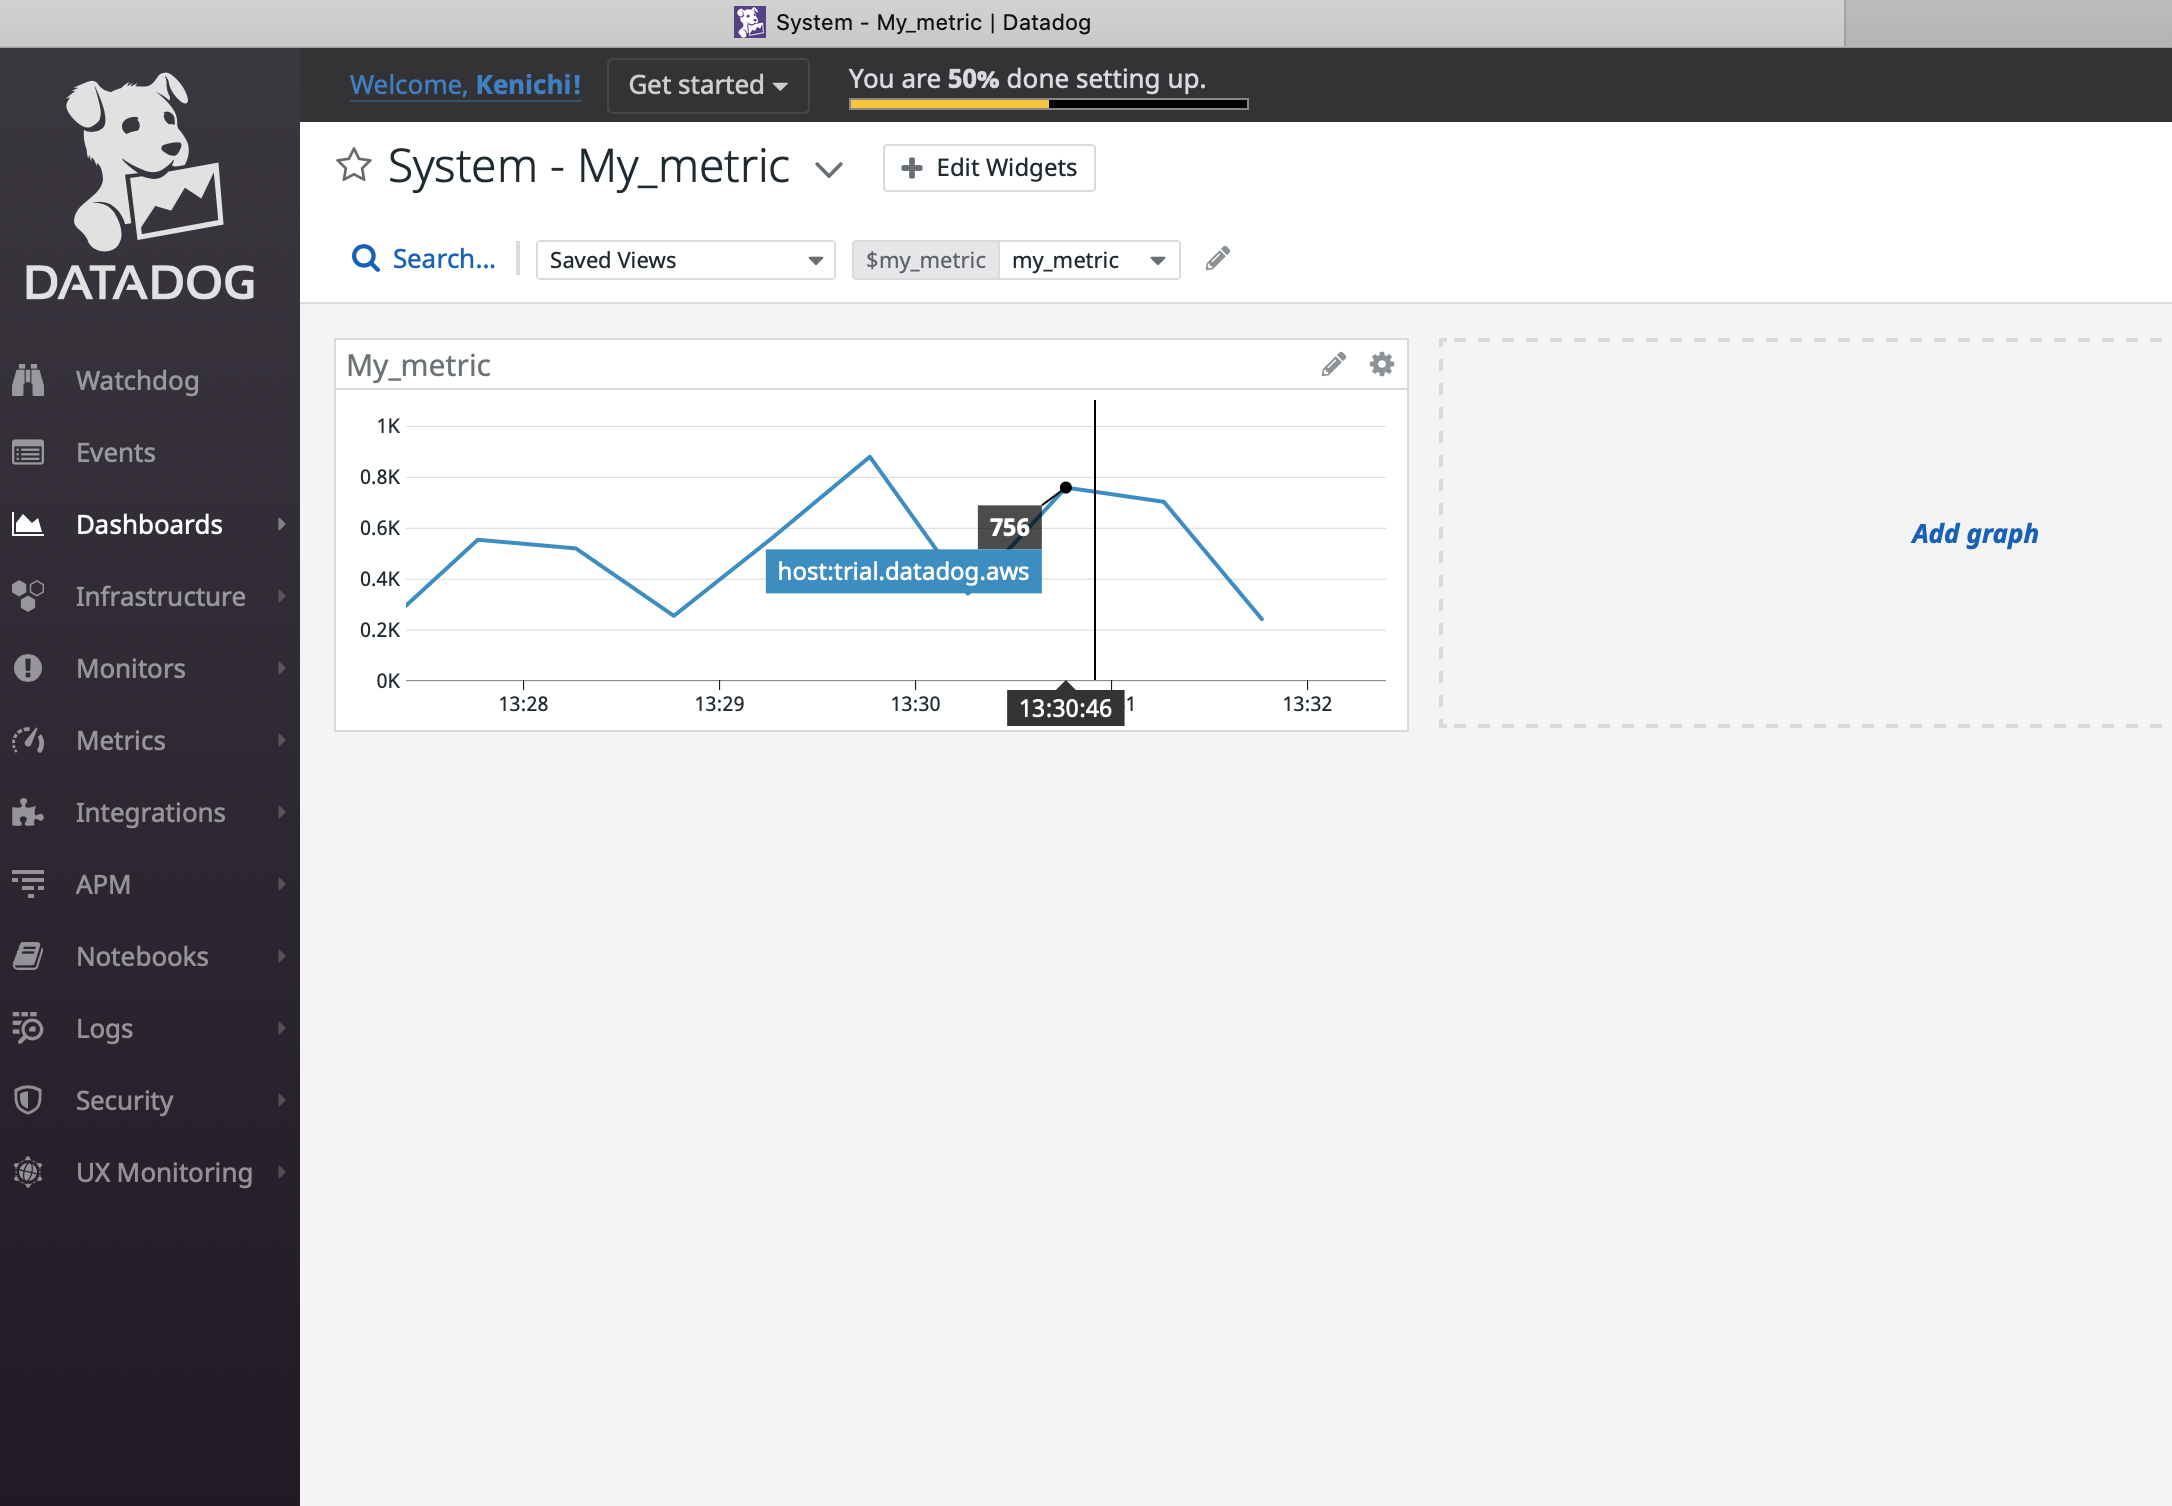 System - My_metric | Datadog
Welcome, Kenichi!
Get started
You are 50% done setting up.
DATADOG
System - My_metric
Edit Widgets
Search...
Saved Views
$my_metric
my_metric
Watchdog
Events
Dashboards
Infrastructure
Monitors
Metrics
Integrations
APM
Notebooks
Logs
Security
UX Monitoring
My_metric
1K
0.8K
0.6K
0.4K
0.2K
0K
756
host:trial.datadog.aws
13:28
13:29
13:30
13:30:46
1
13:32
Add graph